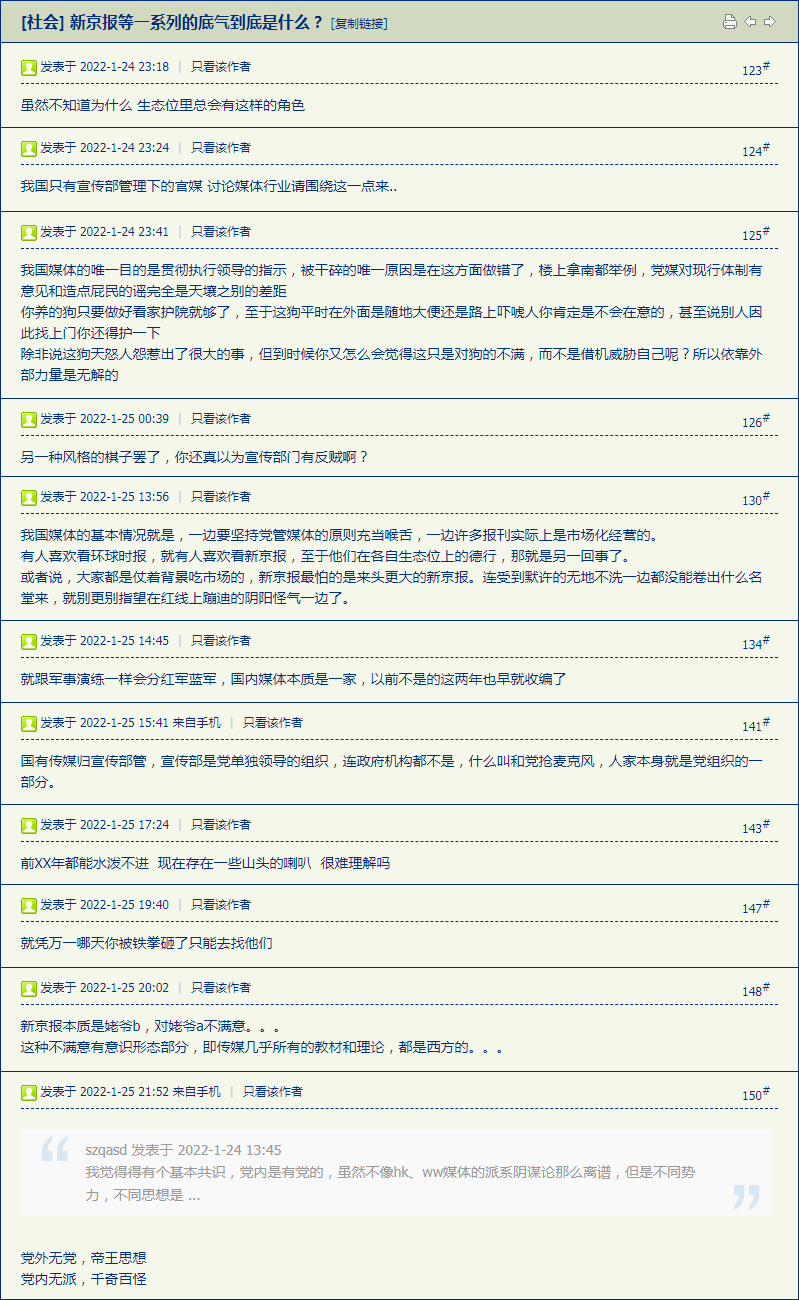 [社会] 新京报等一系列的底气到底是什么？ [复制链接]
发表于 2022-1-24 23:18 | 只看该作者 123#
虽然不知道为什么 生态位里总会有这样的角色
发表于 2022-1-24 23:24 | 只看该作者 124#
我国只有宣传部管理下的官媒 讨论媒体行业请围绕这一点来..
发表于 2022-1-24 23:41 | 只看该作者 125#
我国媒体的唯一目的是贯彻执行领导的指示，被干碎的唯一原因是在这方面做错了，楼上拿南都举例，党媒对现行体制有
意见和造点屁民的谣完全是天壤之别的差距
你养的狗只要做好看家护院就够了，至于这狗平时在外面是随地大便还是路上吓唬人你肯定是不会在意的，甚至说别人因
此找上门你还得护一下
除非说这狗天怒人怨惹出了很大的事，但到时候你又怎么会觉得这只是对狗的不满，而不是借机威胁自己呢？所以依靠外
部力量是无解的
发表于 2022-1-25 00:39 | 只看该作者 126#
另一种风格的棋子罢了，你还真以为宣传部门有反贼啊？
发表于 2022-1-25 13:56 | 只看该作者 130#
我国媒体的基本情况就是，一边要坚持党管媒体的原则充当喉舌，一边许多报刊实际上是市场化经营的。
有人喜欢看环球时报，就有人喜欢看新京报，至于他们在各自生态位上的德行，那就是另一回事了。
或者说，大家都是仗着背景吃市场的，新京报最怕的是来头更大的新京报。连受到默许的无地不洗一边都没能卷出什么名
堂来，就别更别指望在红线上蹦迪的阴阳怪气一边了。
发表于 2022-1-25 14:45 | 只看该作者 134#
就跟军事演练一样会分红军蓝军，国内媒体本质是一家，以前不是的这两年也早就收编了
发表于 2022-1-25 15:41 来自手机 | 只看该作者 141#
国有传媒归宣传部管，宣传部是党单独领导的组织，连政府机构都不是，什么叫和党抢麦克风，人家本身就是党组织的一
部分。
发表于 2022-1-25 17:24 | 只看该作者 143#
前XX年都能水泼不进 现在存在一些山头的喇叭 很难理解吗
发表于 2022-1-25 19:40 | 只看该作者 147#
就凭万一哪天你被铁拳砸了只能去找他们
发表于 2022-1-25 20:02 | 只看该作者 148#
新京报本质是姥爷b，对姥爷a不满意。。。
这种不满意有意识形态部分，即传媒几乎所有的教材和理论，都是西方的。。。
发表于 2022-1-25 21:52 来自手机 | 只看该作者 150#
szqasd 发表于 2022-1-24 13:45
我觉得得有个基本共识，党内是有党的，虽然不像hk、ww媒体的派系阴谋论那么离谱，但是不同势
力，不同思想是 ...
党外无党，帝王思想
党内无派，千奇百怪